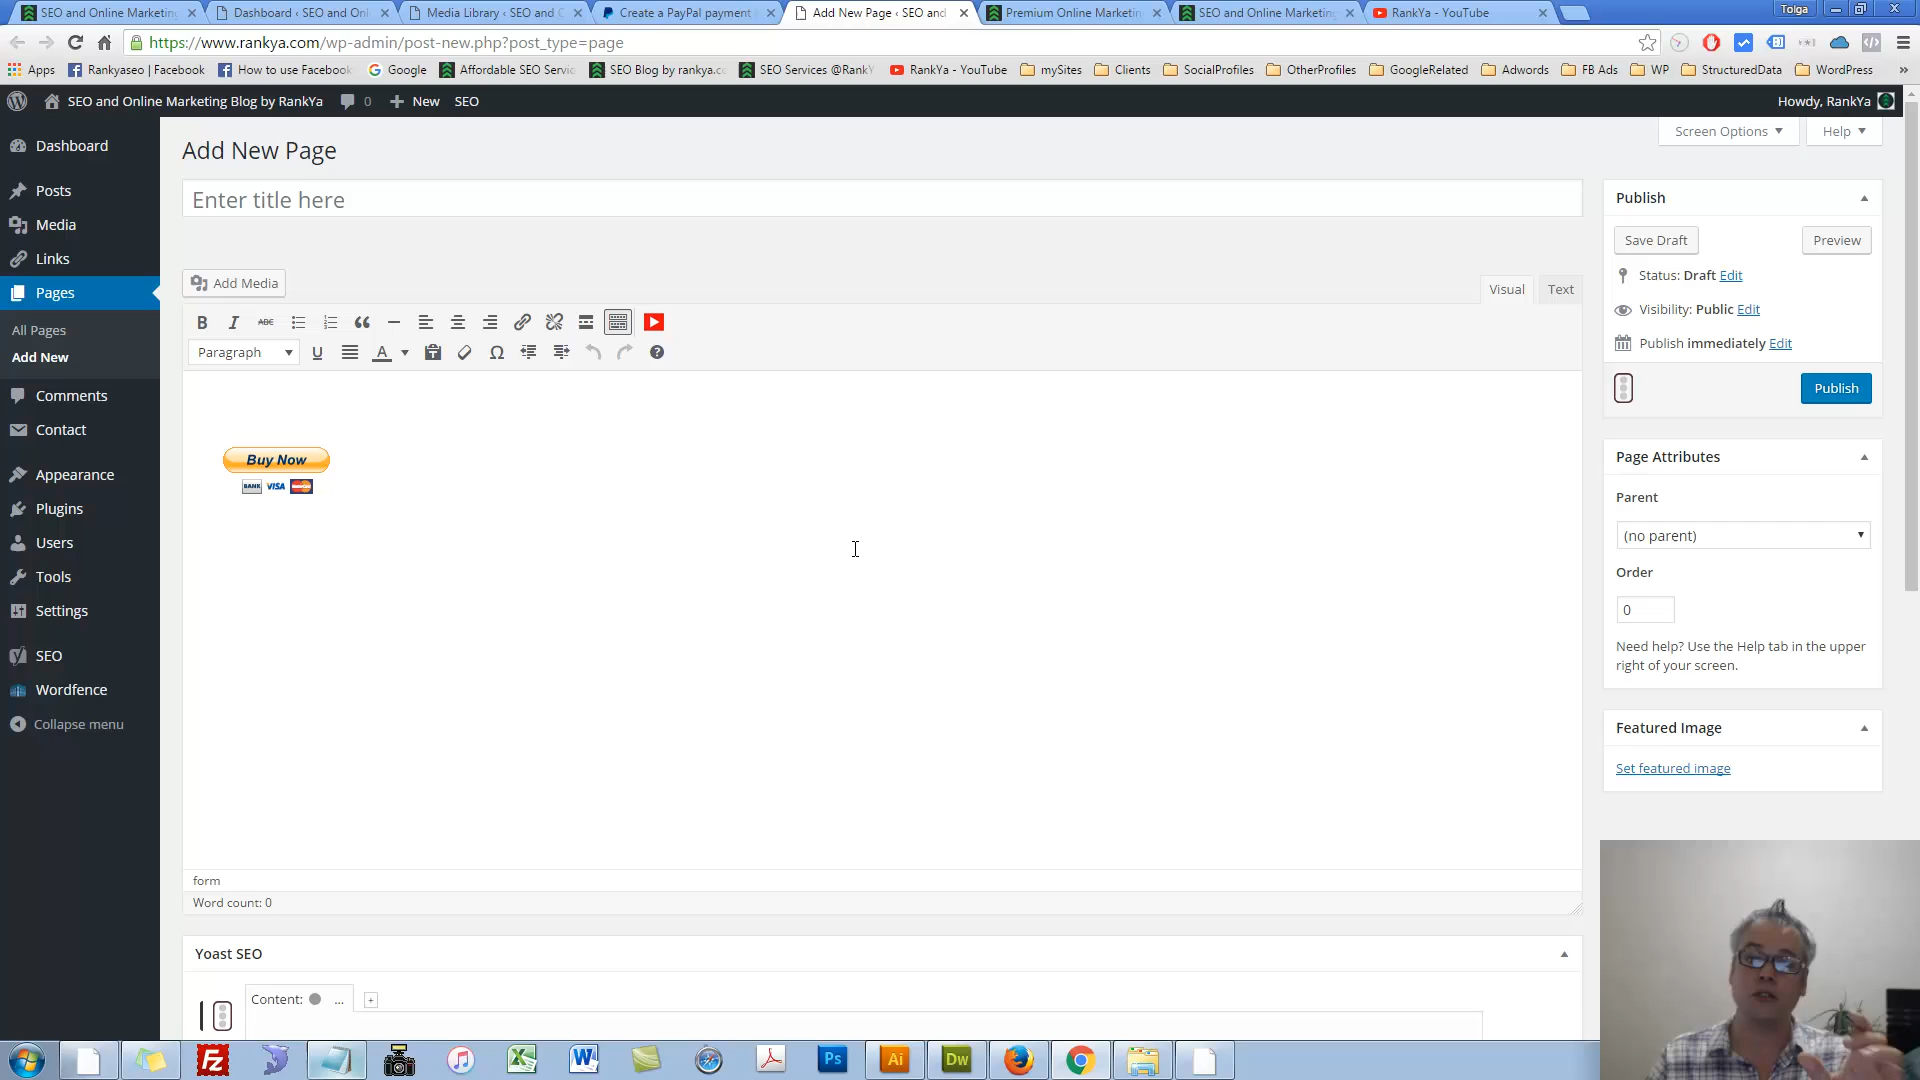 SEO and Online Marketing
Dashboard ‹ SEO and Onl
Media Library ‹ SEO and O
Create a PayPal payment
Add New Page ‹ SEO and
Premium Online Marketin
SEO and Online Marketing
RankYa - YouTube
Tolga
https://www.rankya.com/wp-admin/post-new.php?post_type=page
Apps
Rankyaseo | Facebook
How to use Facebook
Google
Affordable SEO Servic
SEO Blog by rankya.c
SEO Services @RankY
RankYa - YouTube
mySites
Clients
SocialProfiles
OtherProfiles
GoogleRelated
Adwords
FB Ads
WP
StructuredData
WordPress
»
SEO and Online Marketing Blog by RankYa
0
New
SEO
Howdy, RankYa
Screen Options
Help
Dashboard
Posts
Media
Links
Pages
All Pages
Add New
Comments
Contact
Appearance
Plugins
Users
Tools
Settings
SEO
Wordfence
Collapse menu
Add New Page
Enter title here
Add Media
Visual
Text
B I ABC
Paragraph
U A Ω
Buy Now
BANK VISA
form
Word count: 0
Yoast SEO
Content: ... +
Publish
Save Draft
Preview
Status: Draft Edit
Visibility: Public Edit
Publish immediately Edit
Publish
Page Attributes
Parent
(no parent)
Order
0
Need help? Use the Help tab in the upper
right of your screen.
Featured Image
Set featured image
Fz
Ps
Ai
Dw